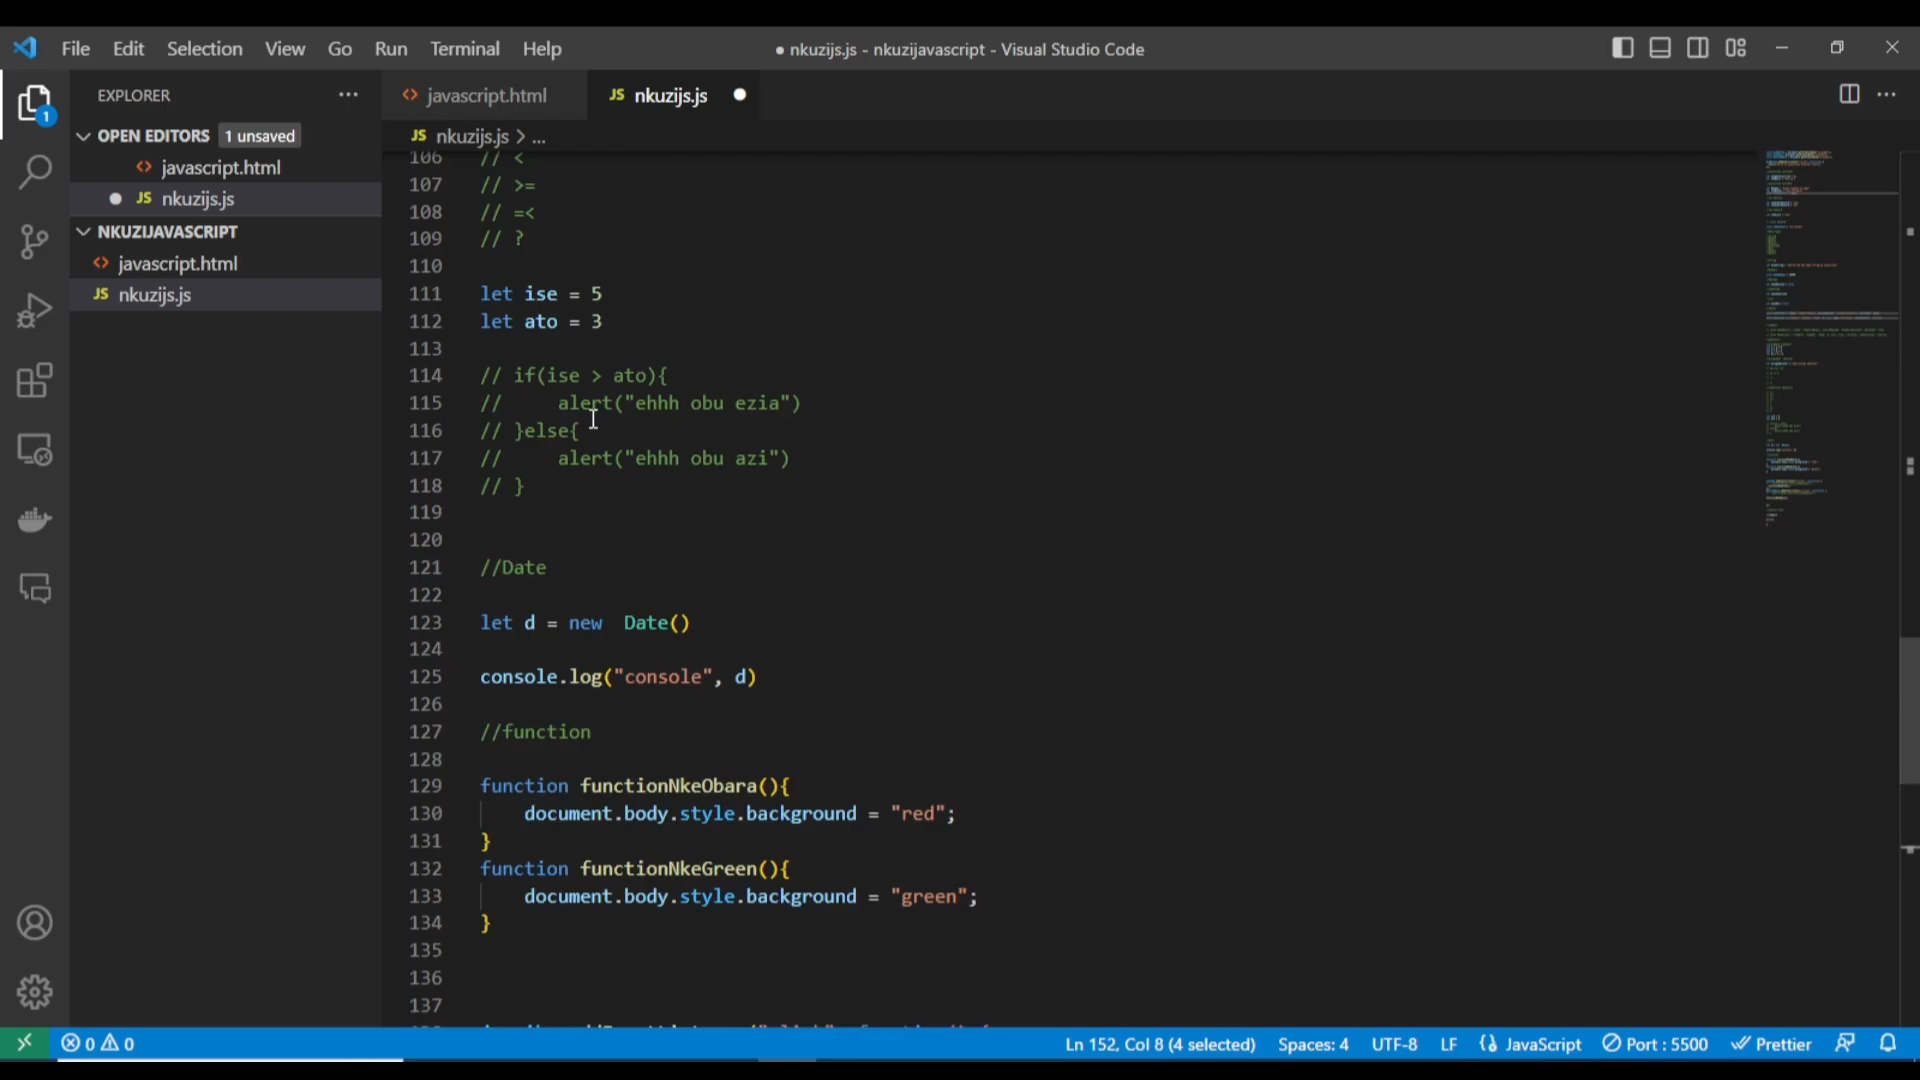 File Edit Selection View Go Run Terminal Help
● nkuzijs.js - nkuzijavascript - Visual Studio Code
EXPLORER
OPEN EDITORS 1 unsaved
javascript.html
JS nkuzijs.js
NKUZIJAVASCRIPT
javascript.html
JS nkuzijs.js
1
javascript.html JS nkuzijs.js
JS nkuzijs.js > ...
106 // <
107 // >=
108 // =<
109 // ?
110
111 let ise = 5
112 let ato = 3
113
114 // if(ise > ato){
115 //     alert("ehhh obu ezia")
116 // }else{
117 //     alert("ehhh obu azi")
118 // }
119
120
121 //Date
122
123 let d = new  Date()
124
125 console.log("console", d)
126
127 //function
128
129 function functionNkeObara(){
130     document.body.style.background = "red";
131 }
132 function functionNkeGreen(){
133     document.body.style.background = "green";
134 }
135
136
137
0 0 Ln 152, Col 8 (4 selected) Spaces: 4 UTF-8 LF JavaScript Port : 5500 Prettier